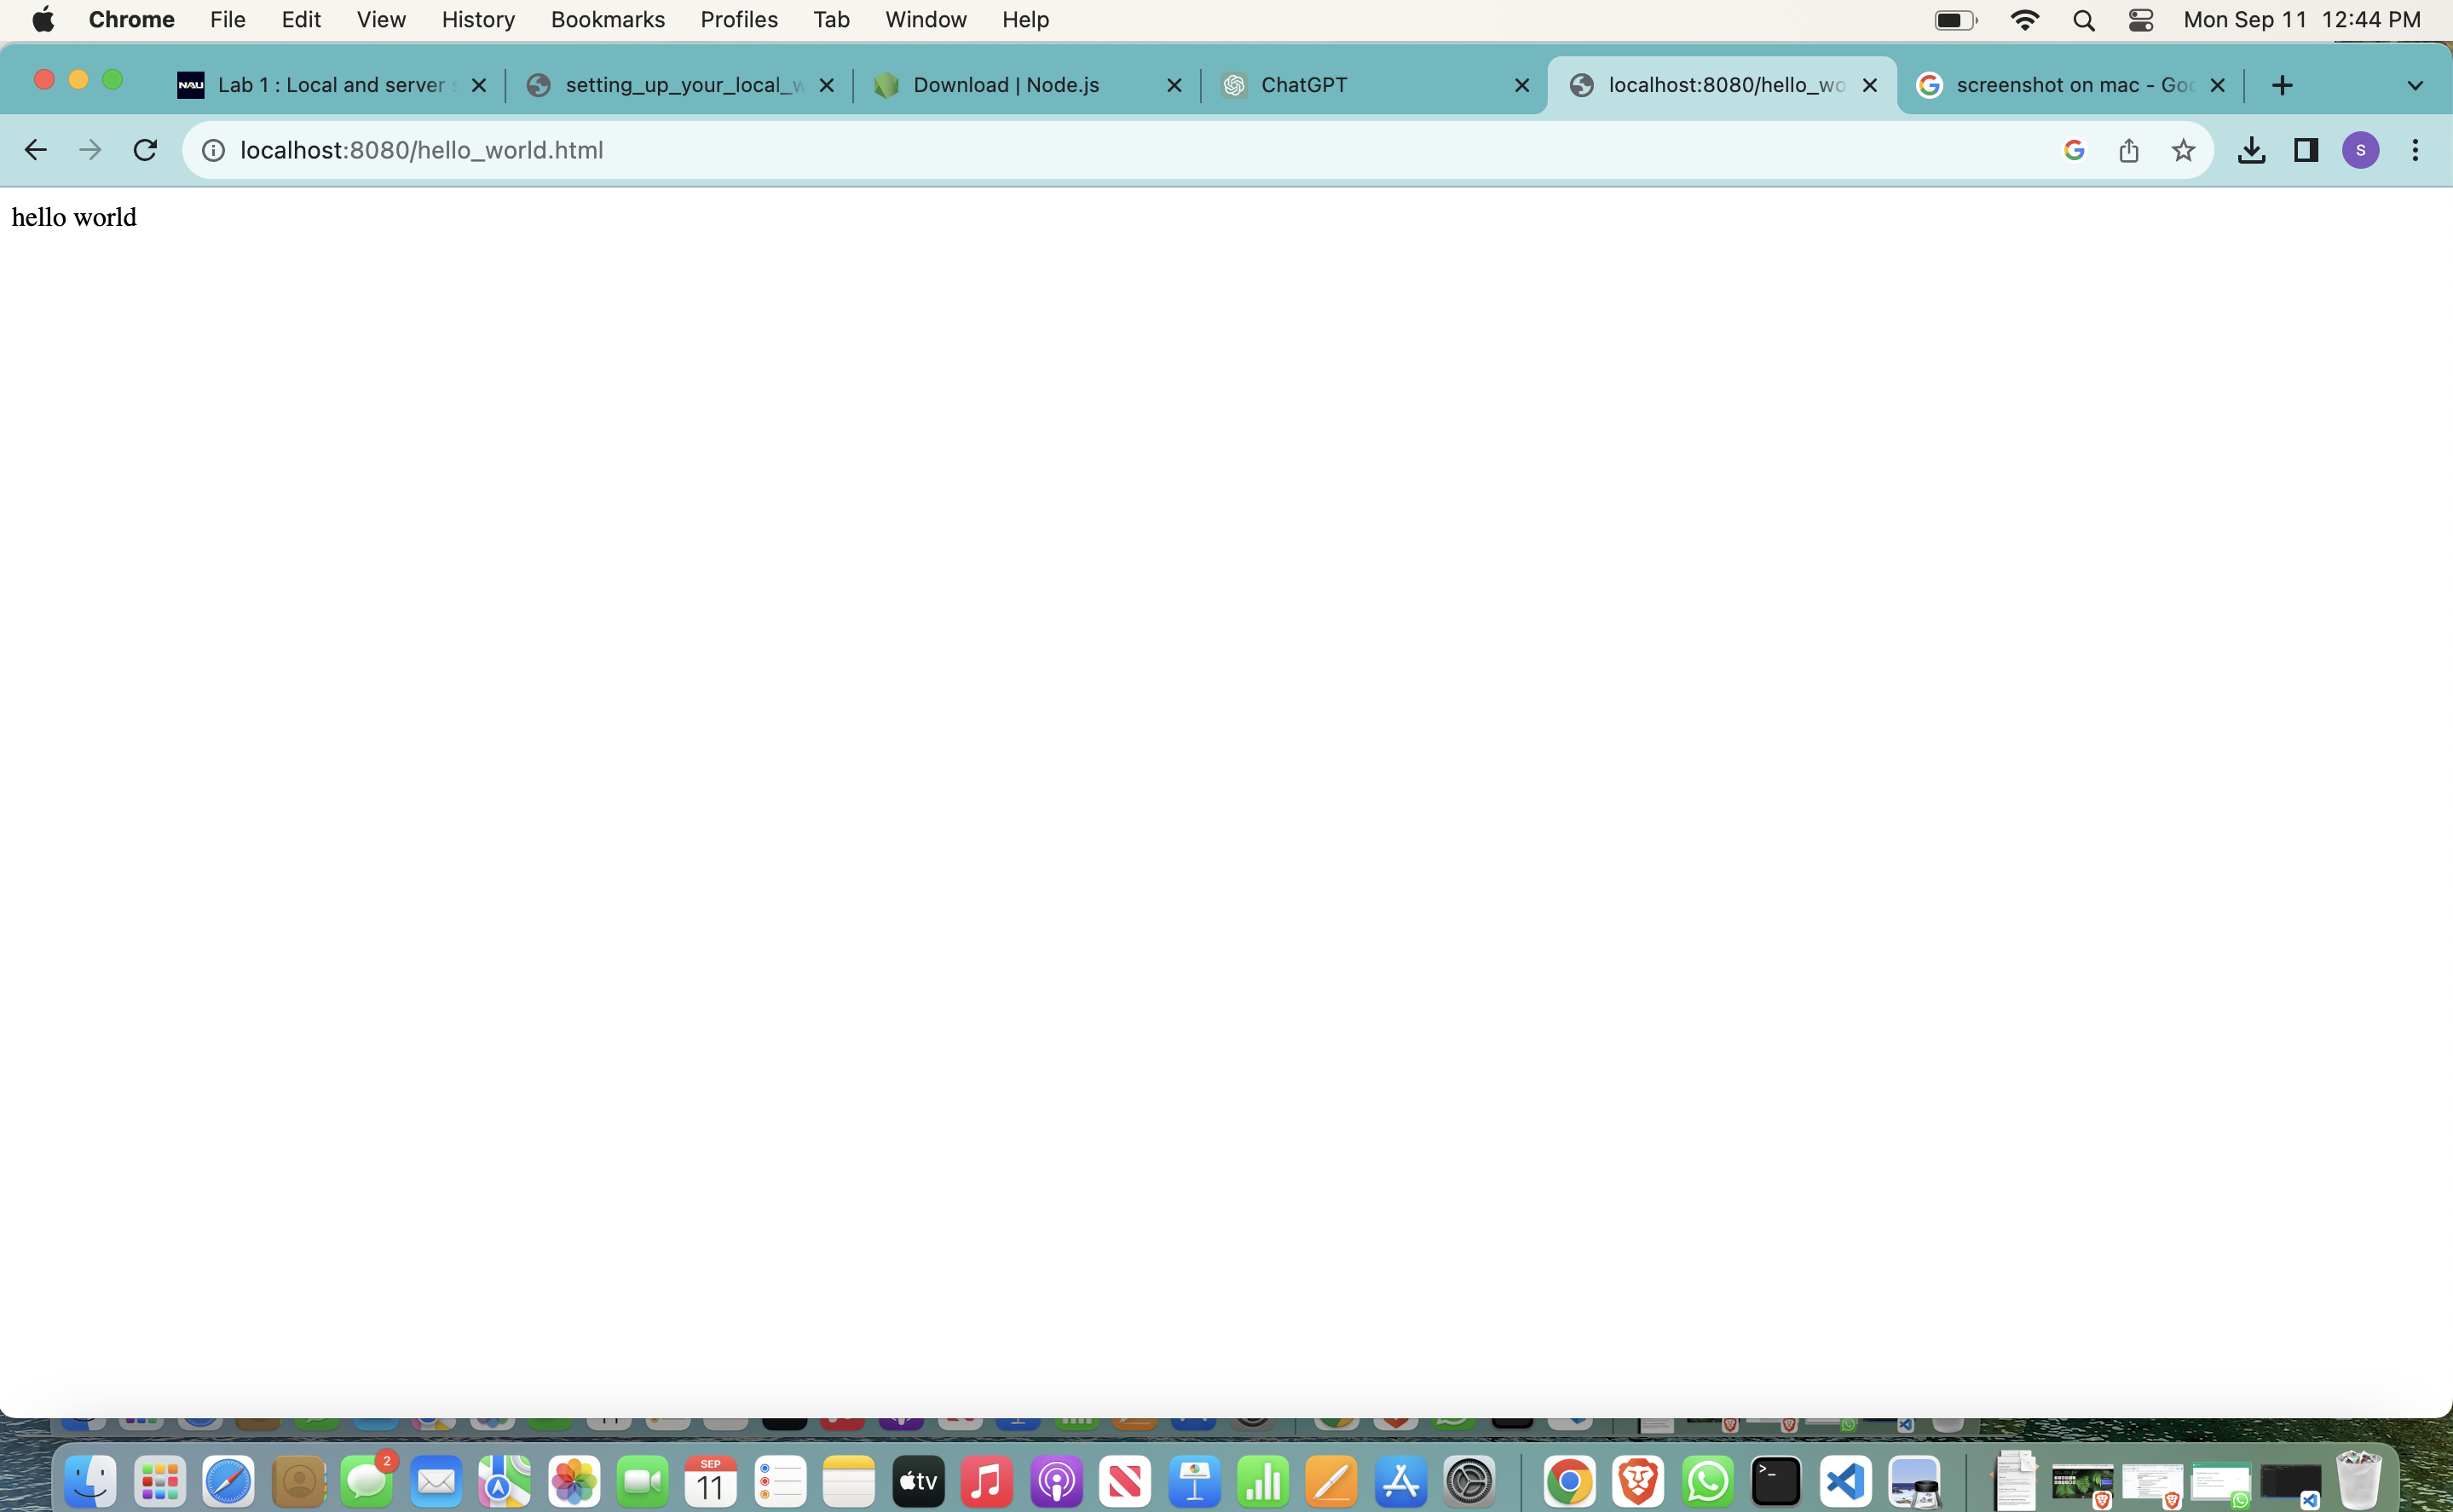 Chrome File Edit View History Bookmarks Profiles Tab Window Help Mon Sep 11 12:44 PM
NAU Lab 1 : Local and server setting_up_your_local_w Download | Node.js ChatGPT localhost:8080/hello_wo screenshot on mac - Goo
localhost:8080/hello_world.html S
hello world
2 SEP 11 tv